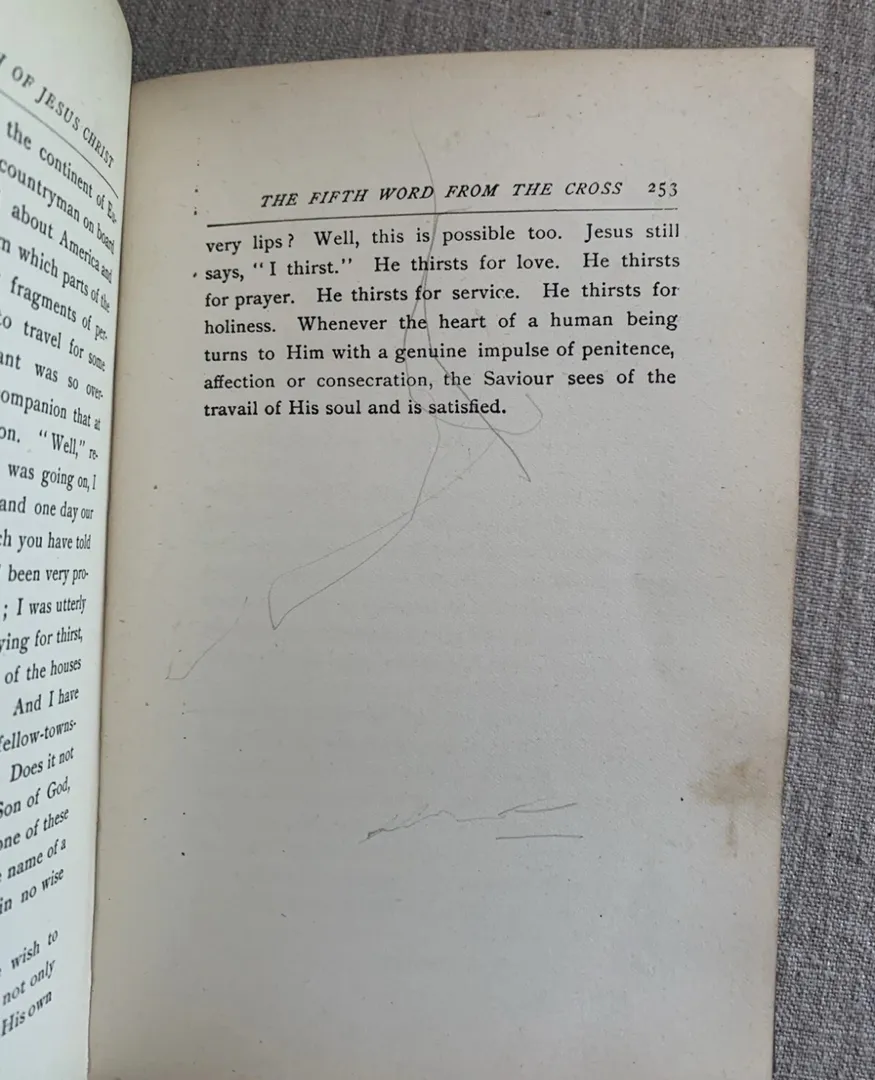 OF JESUS CHRIST
the continent of Eu-
countryman on board
about America and
which parts of the
fragments of per-
to travel for some
was so over-
companion that at
"Well," re-
was going on, I
and one day our
you have told
been very pro-
; I was utterly
for thirst,
of the houses
And I have
fellow-towns-
Does it not
Son of God,
one of these
name of a
in no wise
wish to
not only
His own
THE FIFTH WORD FROM THE CROSS 253
very lips? Well, this is possible too. Jesus still
says, "I thirst." He thirsts for love. He thirsts
for prayer. He thirsts for service. He thirsts for
holiness. Whenever the heart of a human being
turns to Him with a genuine impulse of penitence,
affection or consecration, the Saviour sees of the
travail of His soul and is satisfied.